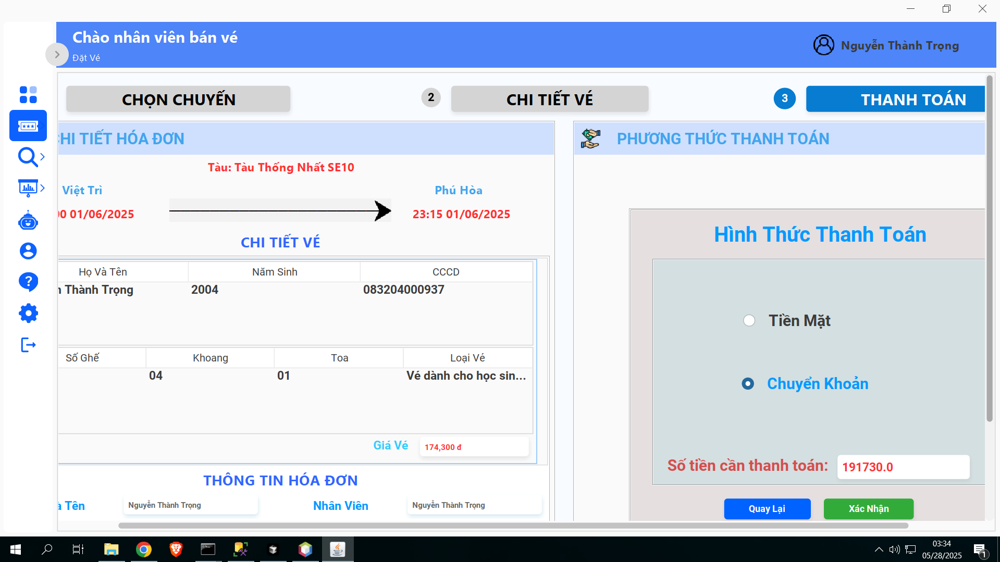 Chào nhân viên bán vé
Đặt Vé
Nguyễn Thành Trọng
CHỌN CHUYẾN
2
CHI TIẾT VÉ
3
THANH TOÁN
HI TIẾT HÓA ĐƠN
PHƯƠNG THỨC THANH TOÁN
Tàu: Tàu Thống Nhất SE10
Việt Trì
Phú Hòa
00 01/06/2025
23:15 01/06/2025
CHI TIẾT VÉ
Họ Và Tên
Năm Sinh
CCCD
n Thành Trọng
2004
083204000937
Số Ghế
Khoang
Toa
Loại Vé
04
01
Vé dành cho học sin...
Giá Vé
174,300 đ
THÔNG TIN HÓA ĐƠN
à Tên
Nguyễn Thành Trọng
Nhân Viên
Nguyễn Thành Trọng
Hình Thức Thanh Toán
Tiền Mặt
Chuyển Khoản
Số tiền cần thanh toán:
191730.0
Quay Lại
Xác Nhận
03:34
05/28/2025
1